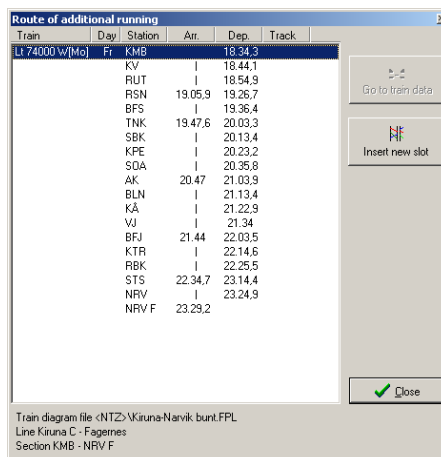 Route of additional running
Train Day Station Arr. Dep. Track
Lt 74000 W[Mo] Fr KMB 18.34,3
KV | 18.44,1
RUT | 18.54,9
RSN 19.05,9 19.26,7
BFS | 19.36,4
TNK 19.47,6 20.03,3
SBK | 20.13,4
KPE | 20.23,2
SOA | 20.35,8
AK 20.47 21.03,9
BLN | 21.13,4
KÅ | 21.22,9
VJ | 21.34
BFJ 21.44 22.03,5
KTR | 22.14,6
RBK | 22.25,5
STS 22.34,7 23.14,4
NRV | 23.24,9
NRV F 23.29,2
Go to train data
Insert new slot
Close
Train diagram file <NTZ>\Kiruna-Narvik bunt.FPL
Line Kiruna C - Fagernes
Section KMB - NRV F